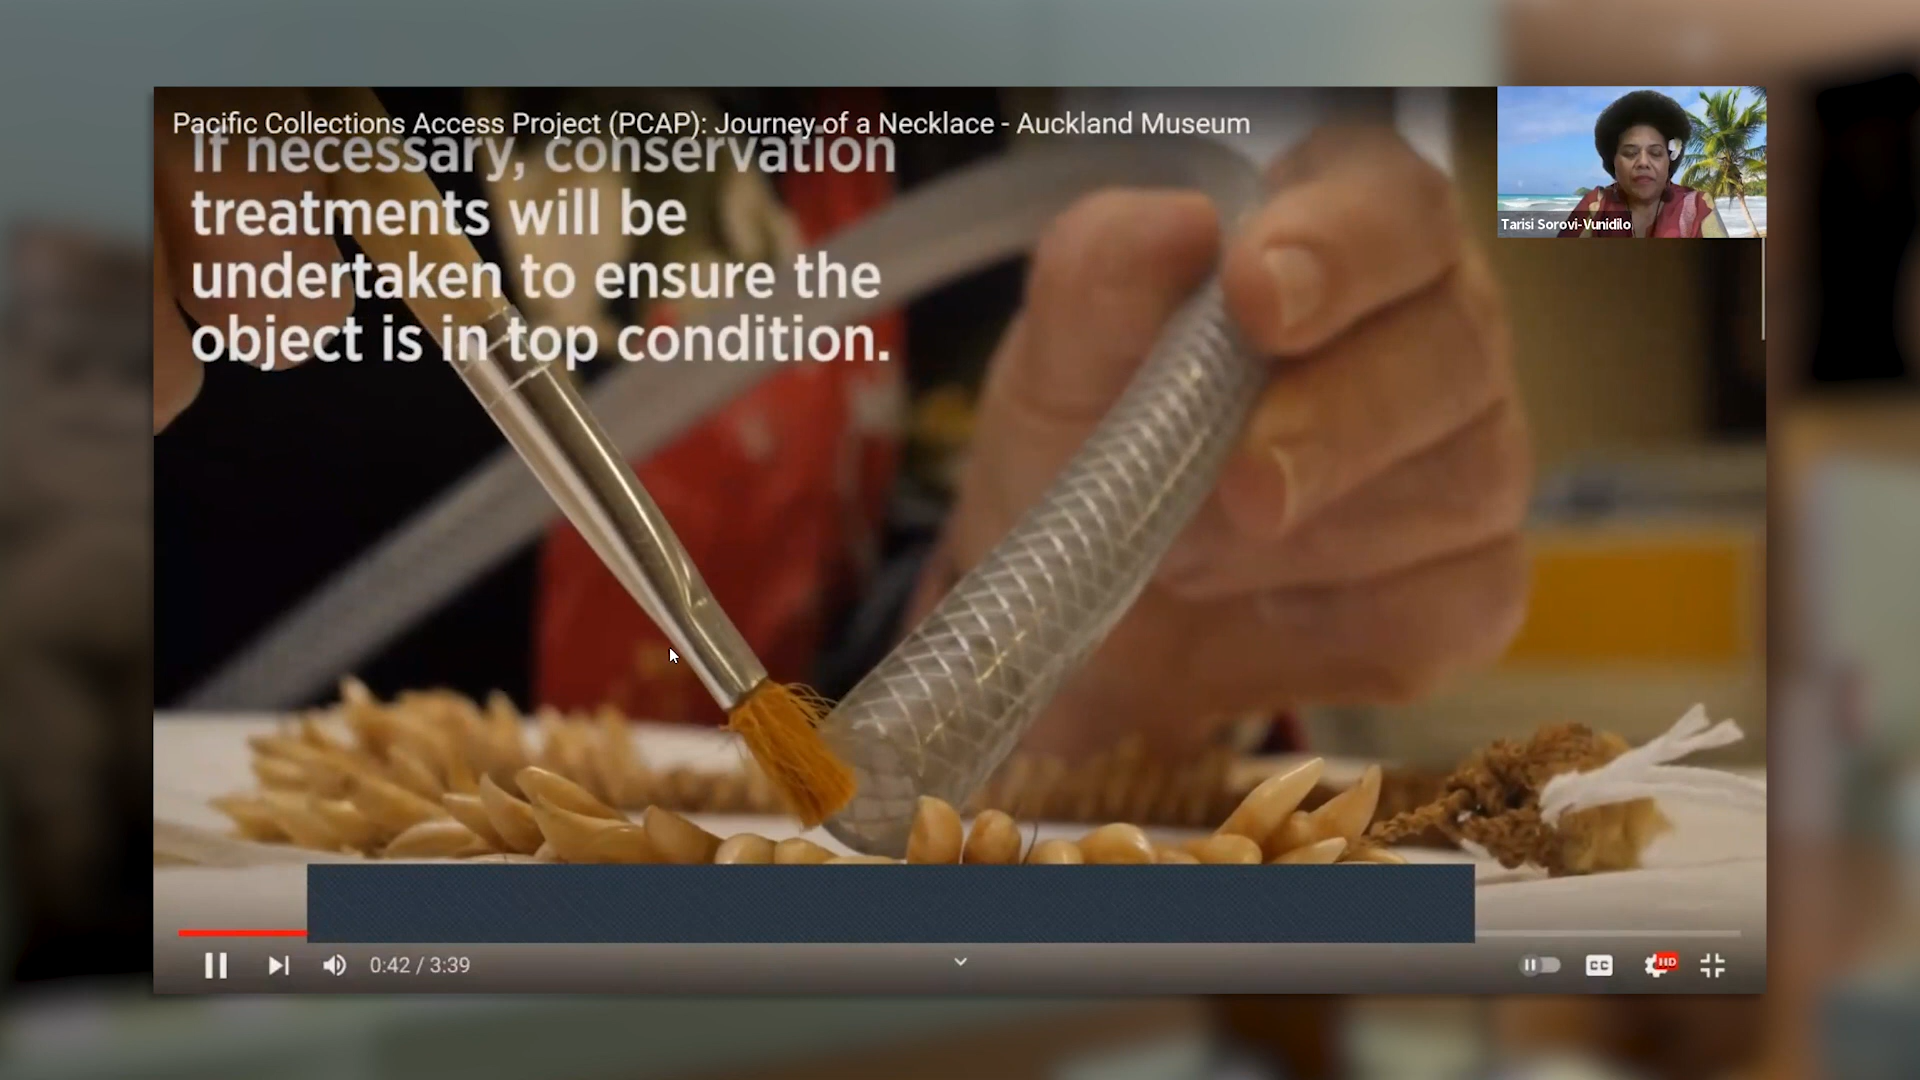 Pacific Collections Access Project (PCAP): Journey of a Necklace - Auckland Museum
If necessary, conservation
treatments will be
undertaken to ensure the
object is in top condition.
Tarisi Sorovi-Vunidilo
0:42 / 3:39
CC
HD